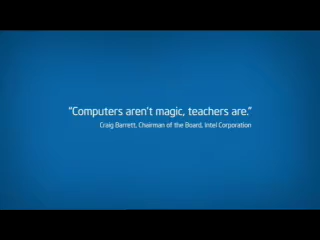 “Computers aren’t magic, teachers are.”
Craig Barrett, Chairman of the Board, Intel Corporation